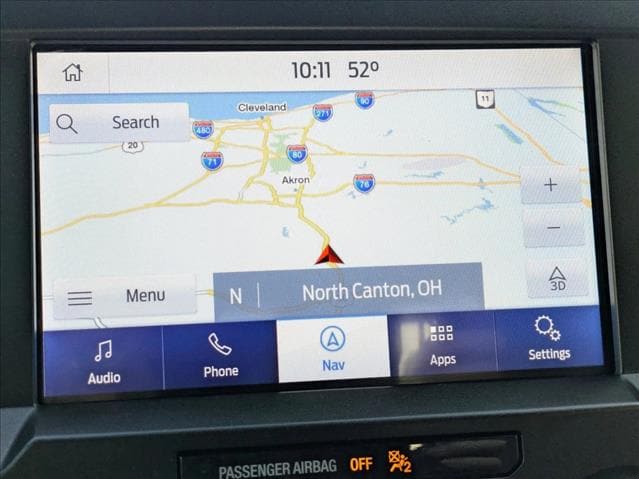 10:11 52°
Search
Cleveland
90
11
271
480
20
71
80
Akron
76
+
−
3D
Menu
N | North Canton, OH
Audio
Phone
Nav
Apps
Settings
PASSENGER AIRBAG OFF 2